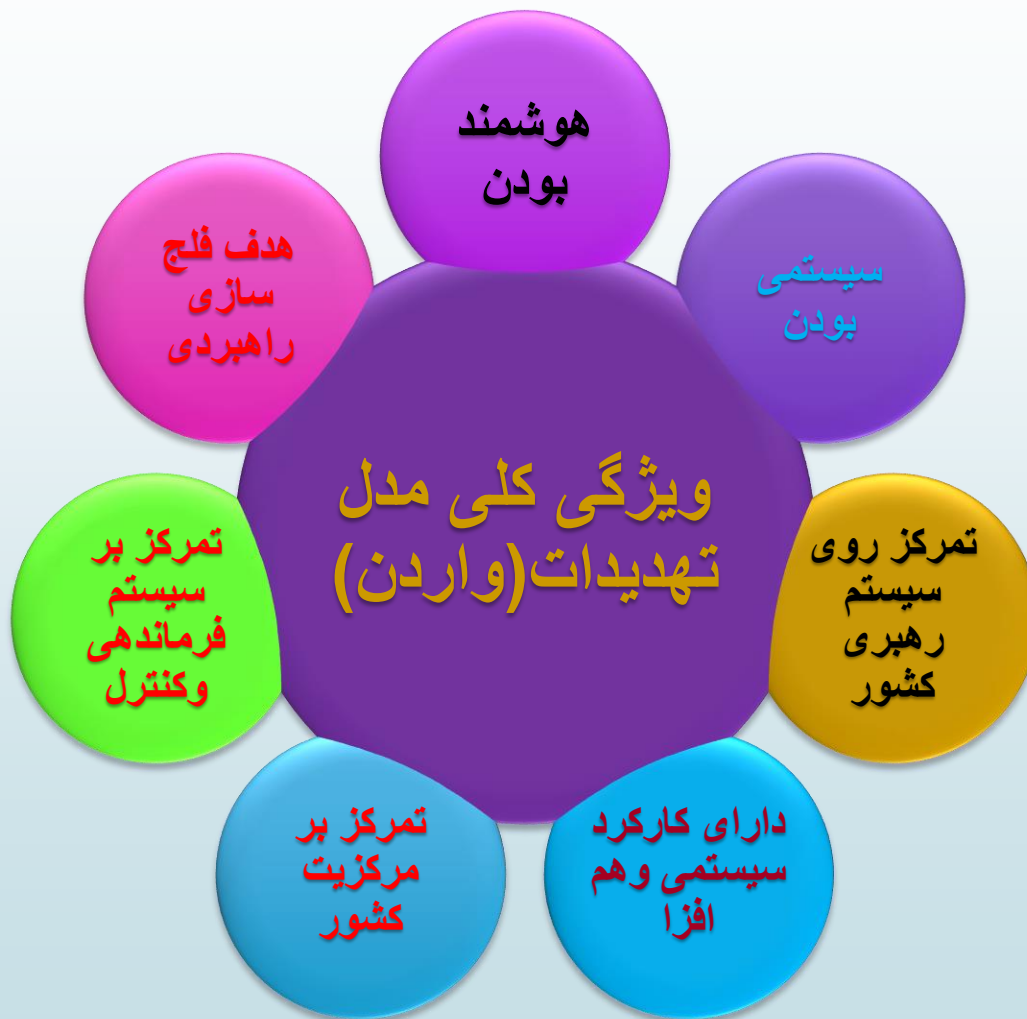 هوشمند
بودن
سیستمی
بودن
تمرکز روی
سیستم
رهبری
کشور
دارای کارکرد
سیستمی وهم
افزا
تمرکز بر
مرکزیت
کشور
تمرکز بر
سیستم
فرماندهی
وکنترل
هدف فلج
سازی
راهبردی
ویژگی کلی مدل
تهدیدات(واردن)